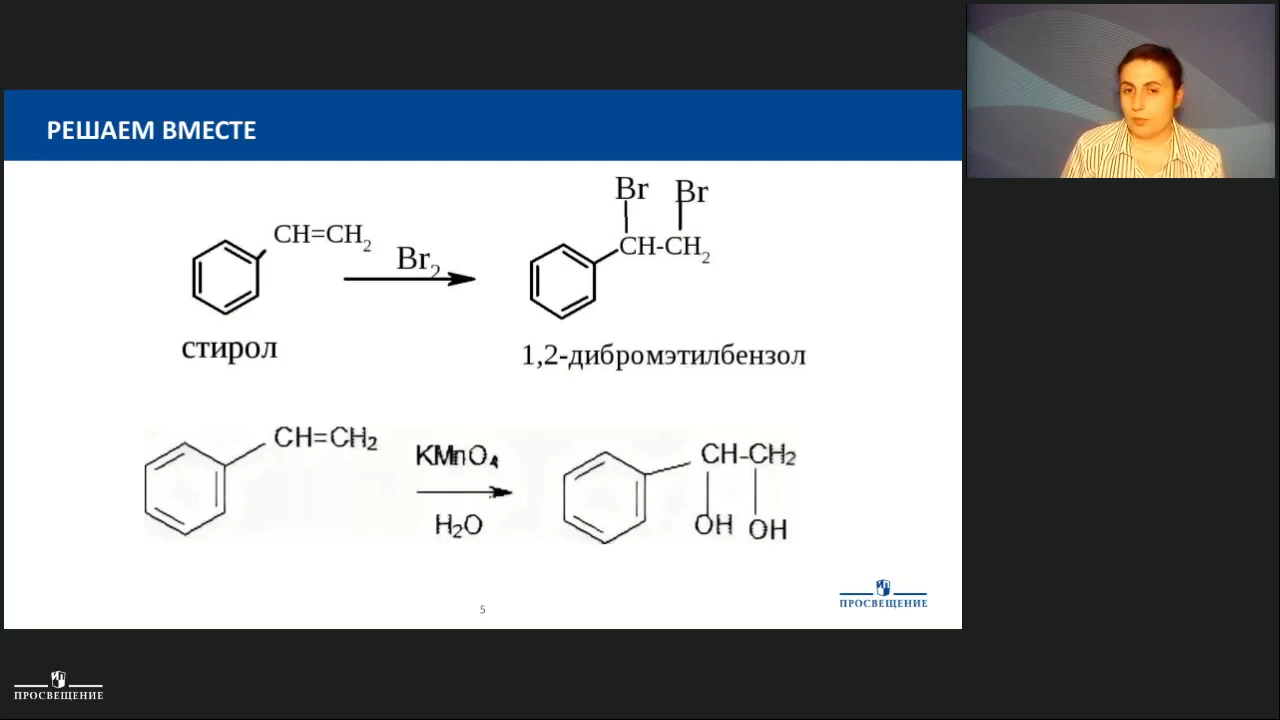 РЕШАЕМ ВМЕСТЕ
Br Br
CH=CH2
Br2
CH-CH2
стирол
1,2-дибромэтилбензол
CH=CH2
KMnO4
H2O
CH-CH2
OH OH
5
ПРОСВЕЩЕНИЕ
ПРОСВЕЩЕНИЕ